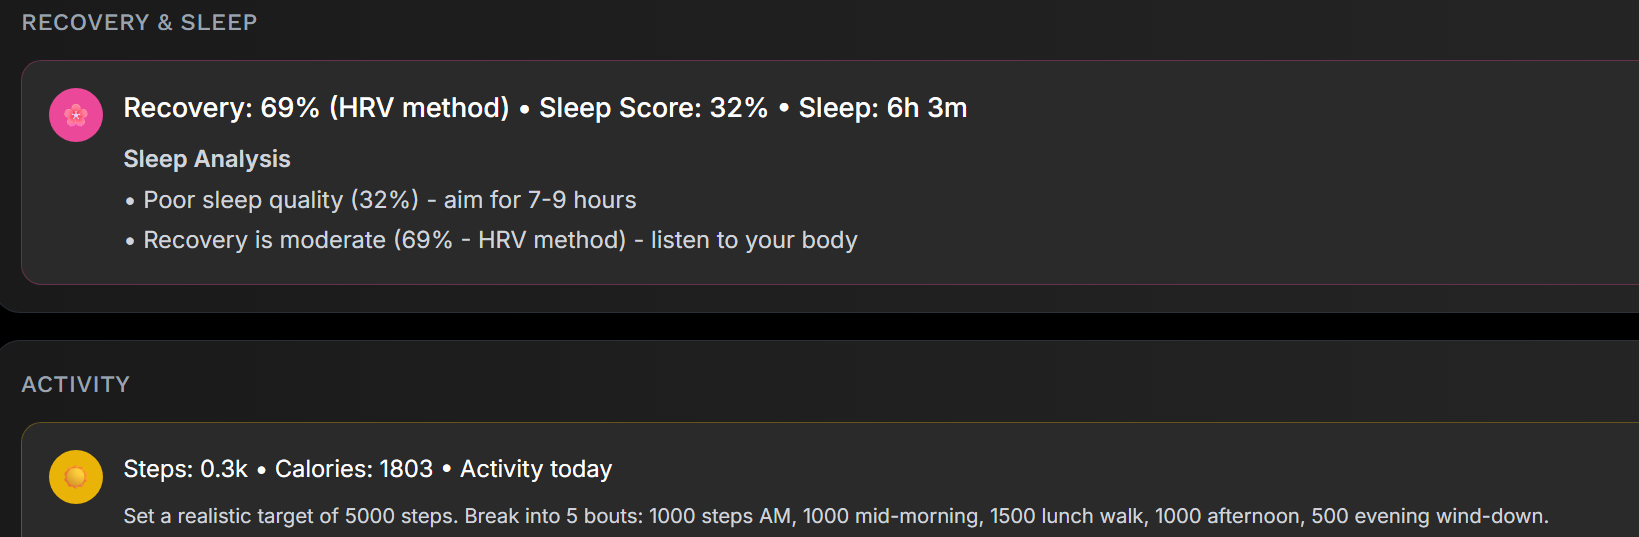 RECOVERY & SLEEP
Recovery: 69% (HRV method) • Sleep Score: 32% • Sleep: 6h 3m
Sleep Analysis
• Poor sleep quality (32%) - aim for 7-9 hours
• Recovery is moderate (69% - HRV method) - listen to your body
ACTIVITY
Steps: 0.3k • Calories: 1803 • Activity today
Set a realistic target of 5000 steps. Break into 5 bouts: 1000 steps AM, 1000 mid-morning, 1500 lunch walk, 1000 afternoon, 500 evening wind-down.